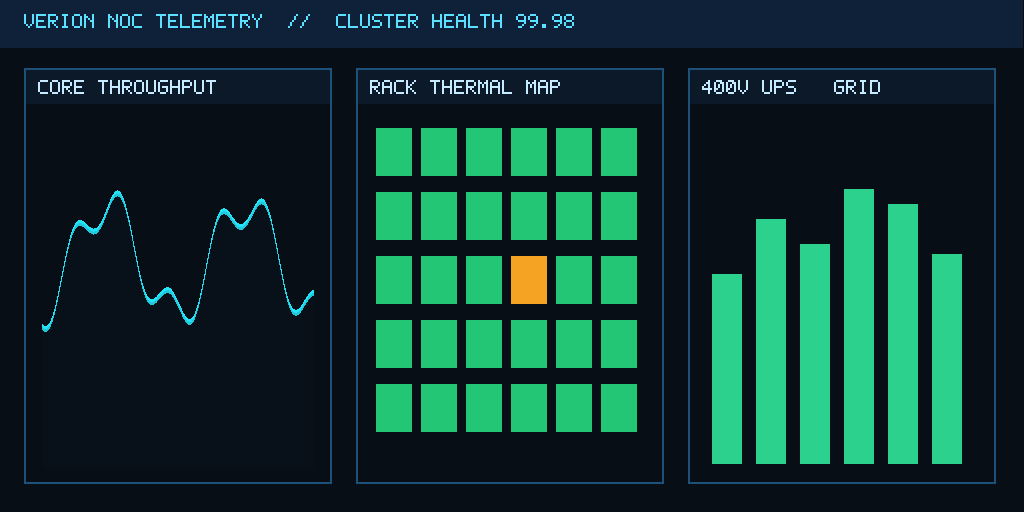 VERION NOC TELEMETRY // CLUSTER HEALTH 99.98
CORE THROUGHPUT
RACK THERMAL MAP
400V UPS GRID